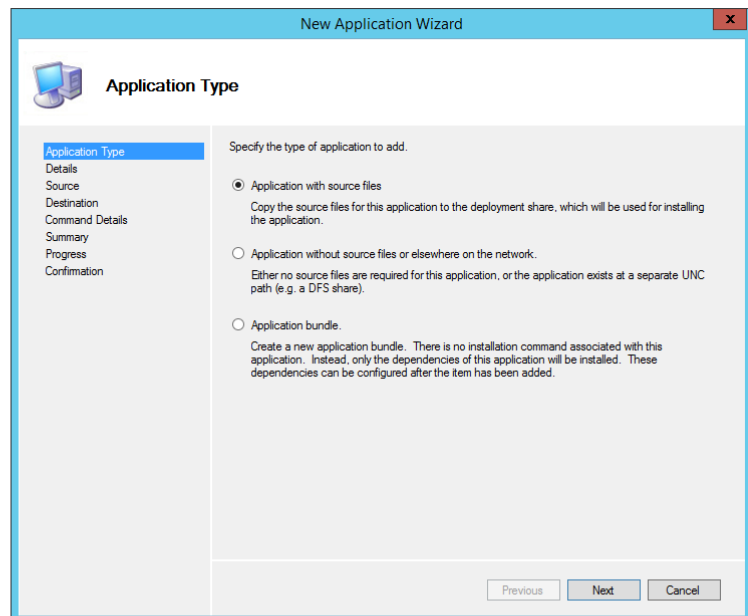 New Application Wizard
x
Application Type
Application Type
Details
Source
Destination
Command Details
Summary
Progress
Confirmation
Specify the type of application to add.
Application with source files
Copy the source files for this application to the deployment share, which will be used for installing
the application.
Application without source files or elsewhere on the network.
Either no source files are required for this application, or the application exists at a separate UNC
path (e.g. a DFS share).
Application bundle.
Create a new application bundle. There is no installation command associated with this
application. Instead, only the dependencies of this application will be installed. These
dependencies can be configured after the item has been added.
Previous Next Cancel